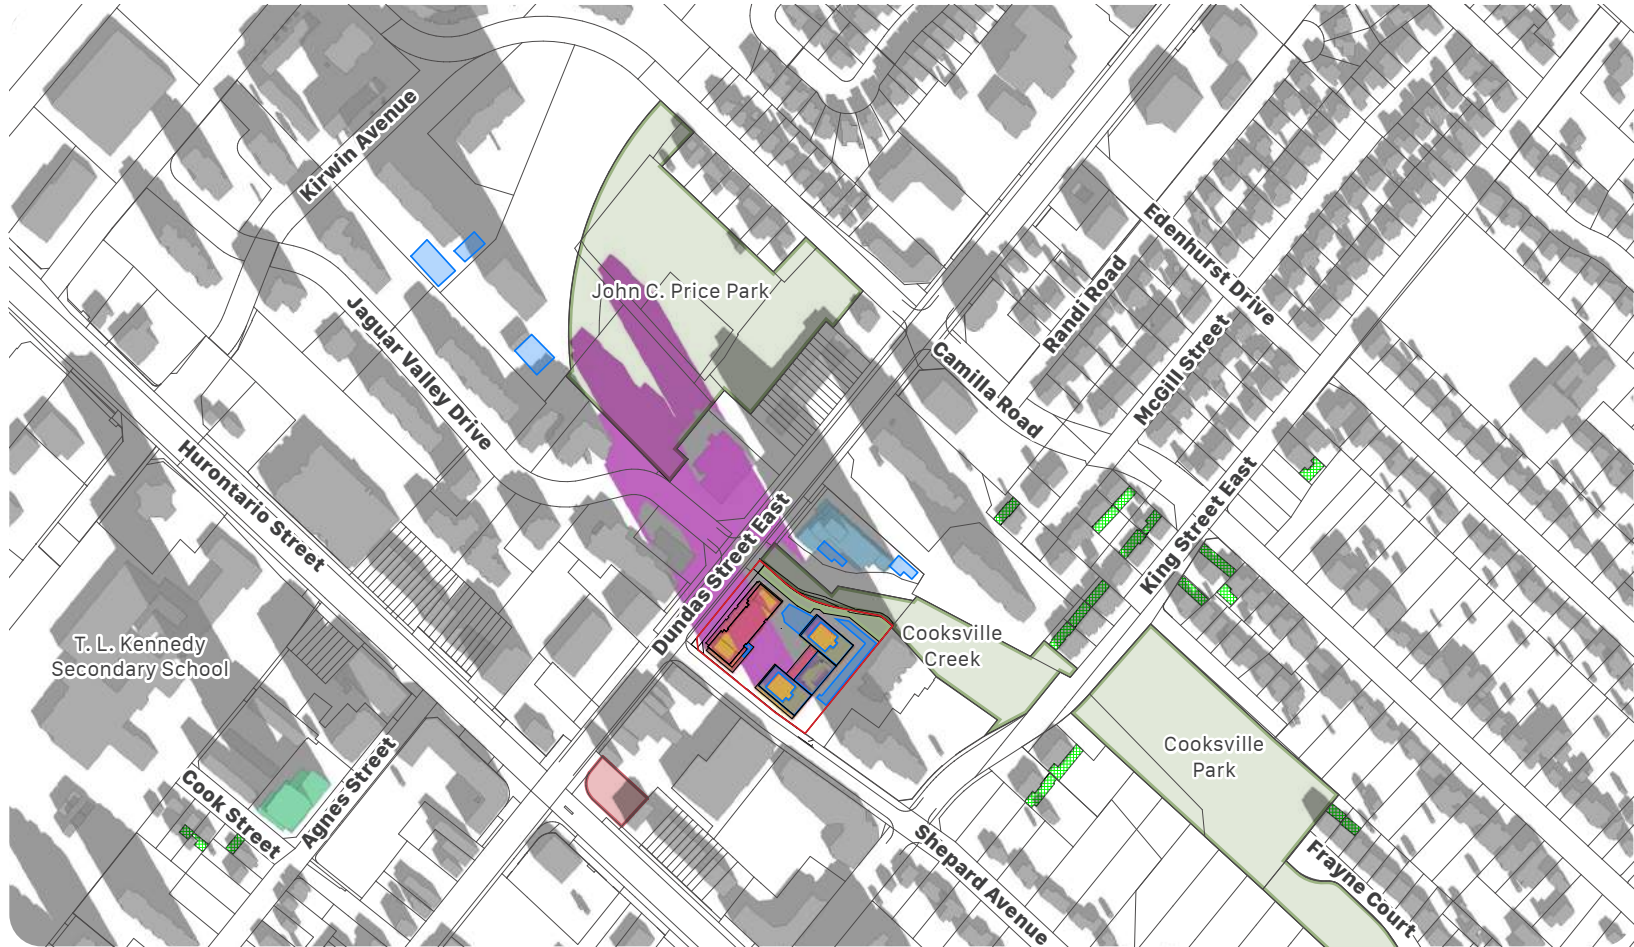 Kirwin Avenue
Edenhurst Drive
John C. Price Park
Randi Road
Jaguar Valley Drive
McGill Street
Camilla Road
Hurontario Street
King Street East
Dundas Street East
Cooksville
Creek
T. L. Kennedy
Secondary School
Cooksville
Park
Cook Street
Agnes Street
Shepard Avenue
Frayne Court